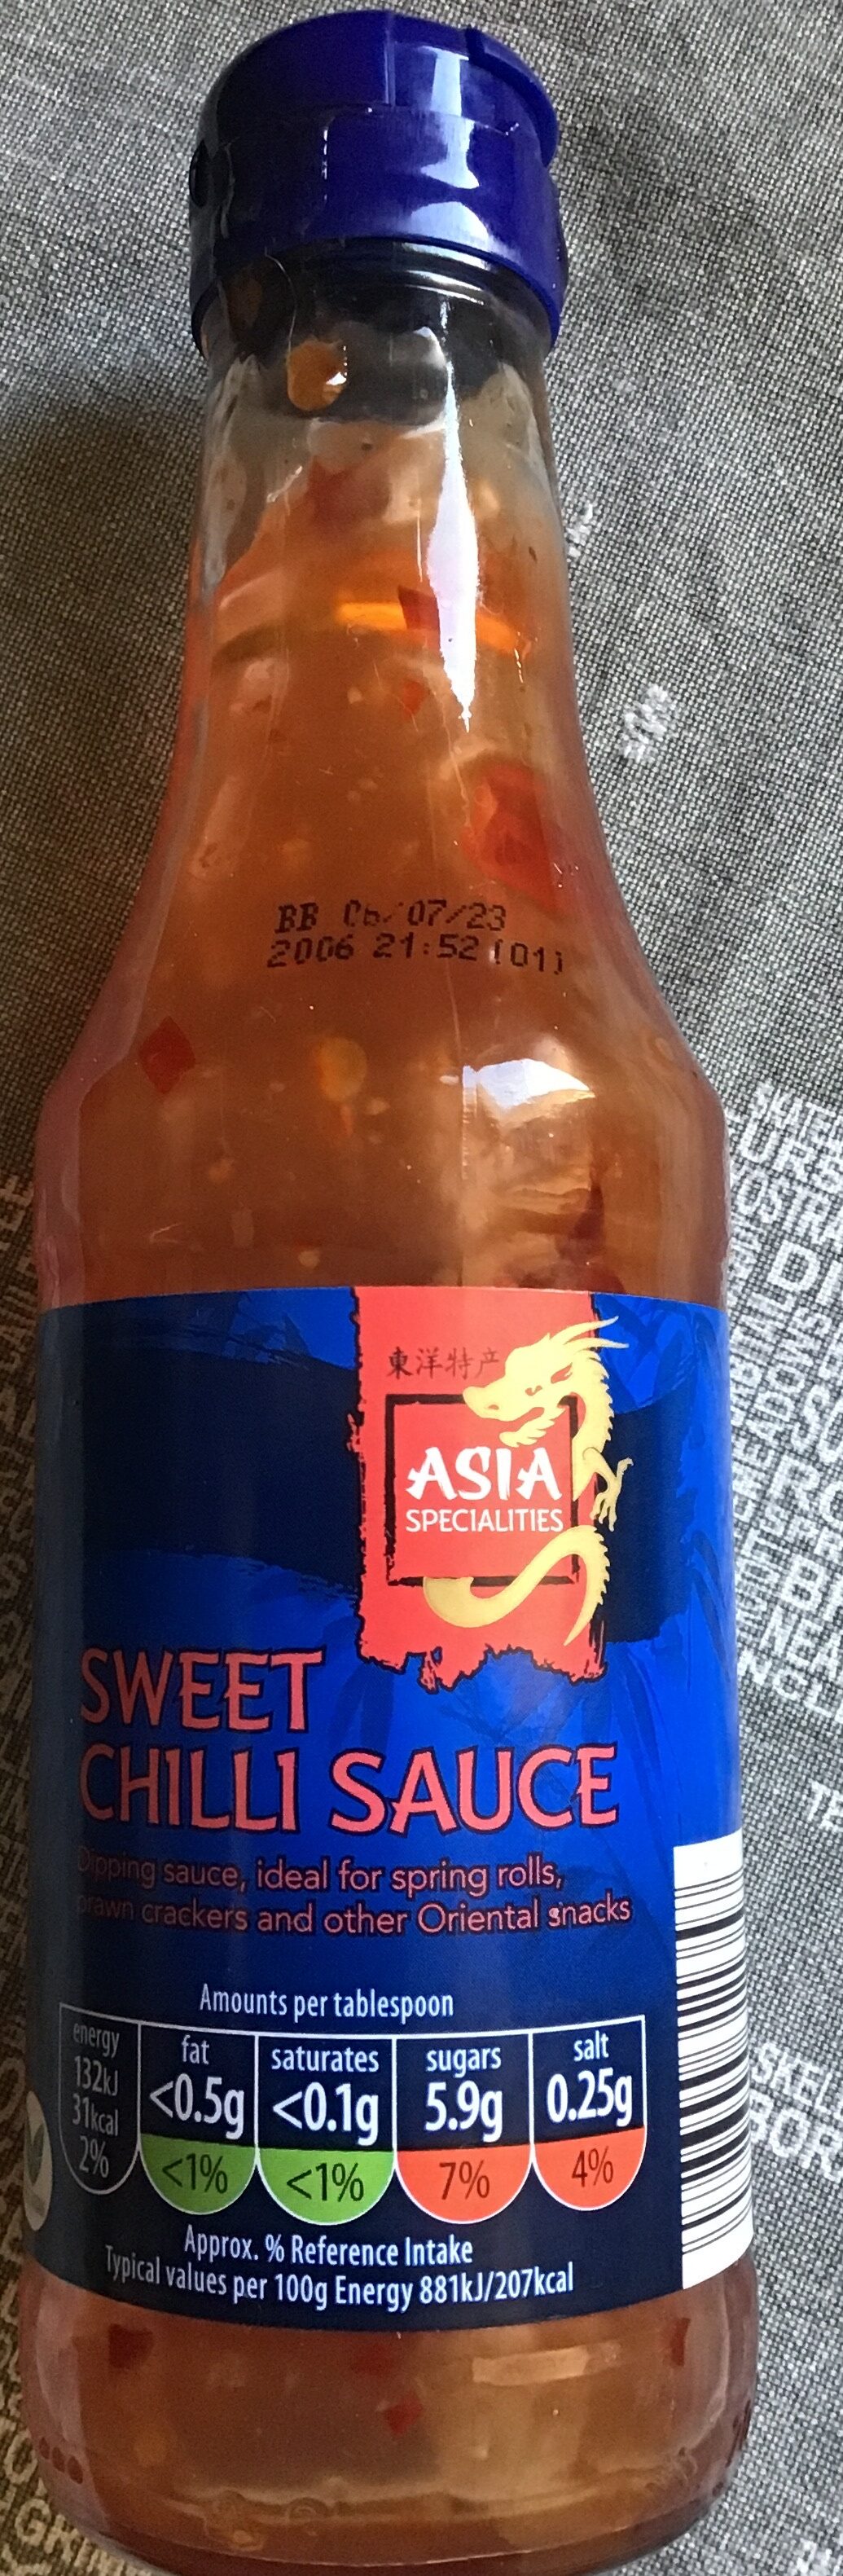 BB 06/07/23
2006 21:52 (01)
東洋特产
ASIA
SPECIALITIES
SWEET
CHILLI SAUCE
Dipping sauce, ideal for spring rolls,
prawn crackers and other Oriental snacks
Amounts per tablespoon
energy
132kJ
31kcal
2%
fat
<0.5g
<1%
saturates
<0.1g
<1%
sugars
5.9g
7%
salt
0.25g
4%
Approx. % Reference Intake
Typical values per 100g Energy 881kJ/207kcal